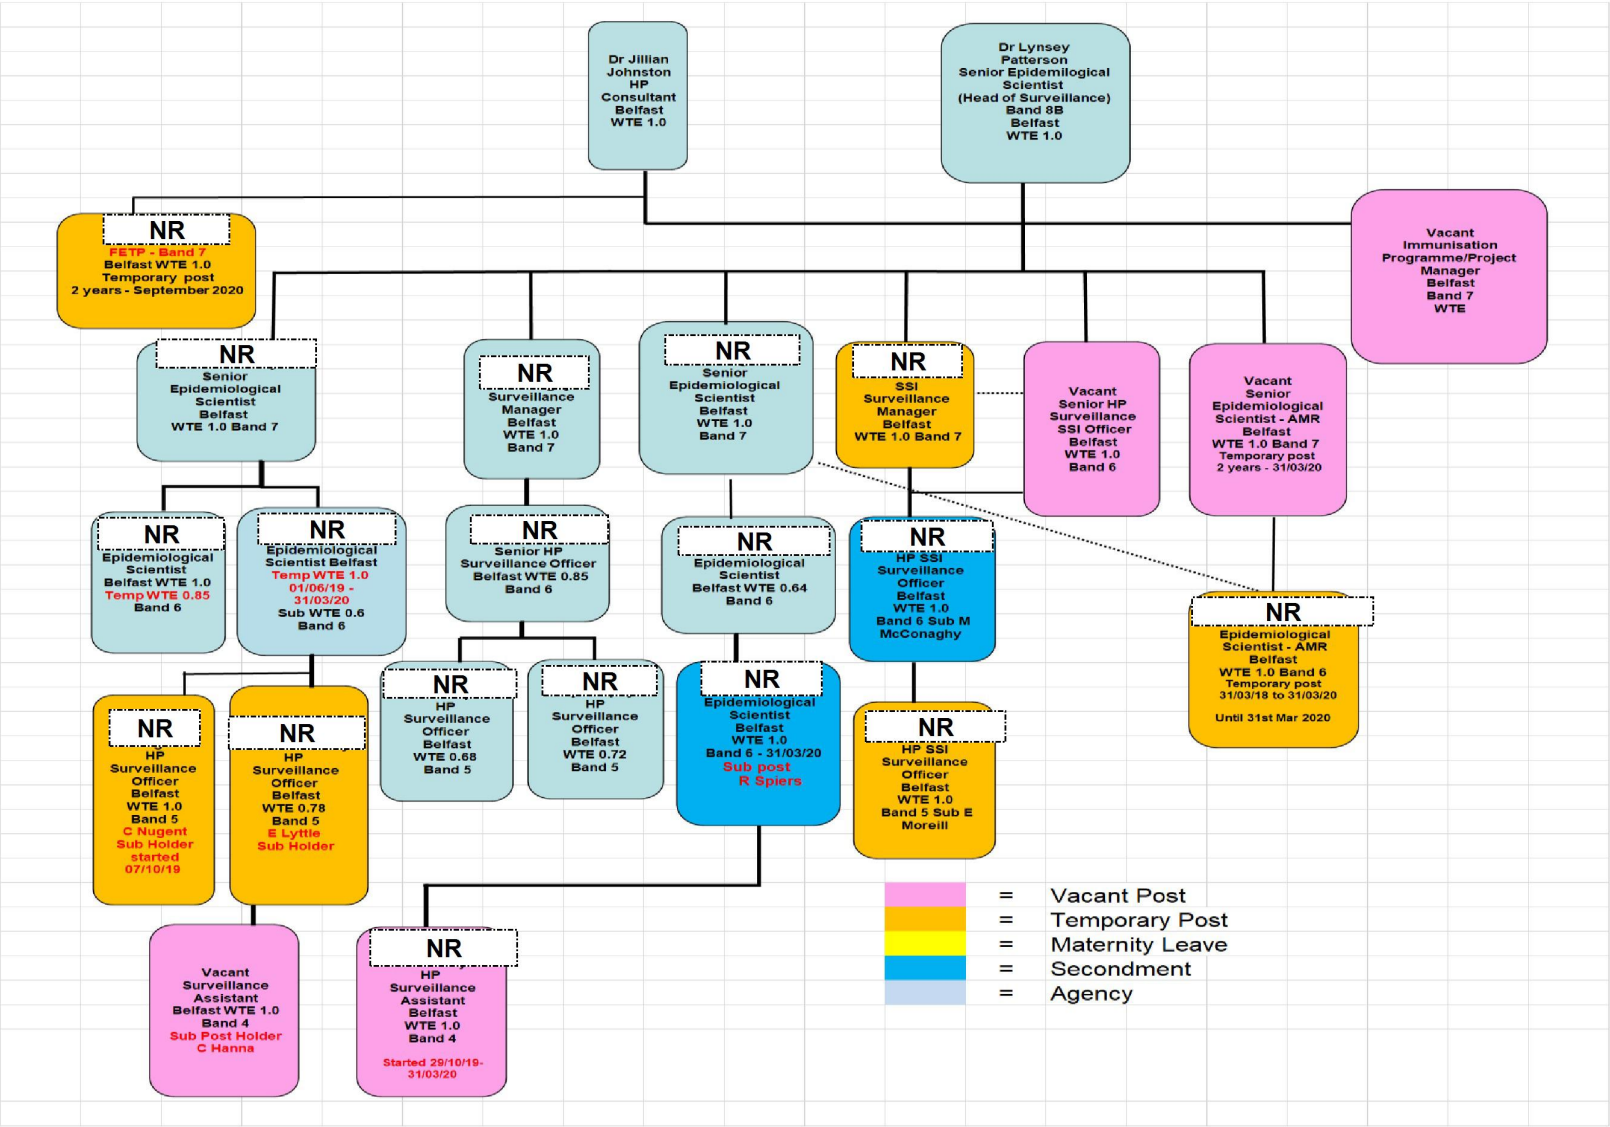 Dr Jillian
Johnston
HP
Consultant
Belfast
WTE 1.0
Dr Lynsey
Patterson
Senior Epidemilogical
Scientist
(Head of Surveillance)
Band 8B
Belfast
WTE 1.0
NR
FETP - Band 7
Belfast WTE 1.0
Temporary post
2 years - September 2020
Vacant
Immunisation
Programme/Project
Manager
Belfast
Band 7
WTE
NR
Senior
Epidemiological
Scientist
Belfast
WTE 1.0 Band 7
NR
Surveillance
Manager
Belfast
WTE 1.0
Band 7
NR
Senior
Epidemiological
Scientist
Belfast
WTE 1.0
Band 7
NR
SSI
Surveillance
Manager
Belfast
WTE 1.0 Band 7
Vacant
Senior HP
Surveillance
SSI Officer
Belfast
WTE 1.0
Band 6
Vacant
Senior
Epidemiological
Scientist - AMR
Belfast
WTE 1.0 Band 7
Temporary post
2 years - 31/03/20
NR
Epidemiological
Scientist
Belfast WTE 1.0
Temp WTE 0.85
Band 6
NR
Epidemiological
Scientist Belfast
Temp WTE 1.0
01/06/19 -
31/03/20
Sub WTE 0.6
Band 6
NR
Senior HP
Surveillance Officer
Belfast WTE 0.85
Band 6
NR
Epidemiological
Scientist
Belfast WTE 0.64
Band 6
NR
HP SSI
Surveillance
Officer
Belfast
WTE 1.0
Band 6 Sub M
McConaghy
NR
Epidemiological
Scientist - AMR
Belfast
WTE 1.0 Band 6
Temporary post
31/03/18 to 31/03/20
Until 31st Mar 2020
NR
HP
Surveillance
Officer
Belfast
WTE 1.0
Band 5
C Nugent
Sub Holder
started
07/10/19
NR
HP
Surveillance
Officer
Belfast
WTE 0.78
Band 5
E Lyttle
Sub Holder
NR
HP
Surveillance
Officer
Belfast
WTE 0.68
Band 5
NR
HP
Surveillance
Officer
Belfast
WTE 0.72
Band 5
NR
Epidemiological
Scientist
Belfast
WTE 1.0
Band 6 - 31/03/20
Sub post
R Spiers
NR
HP SSI
Surveillance
Officer
Belfast
WTE 1.0
Band 5 Sub E
Moreill
Vacant
Surveillance
Assistant
Belfast WTE 1.0
Band 4
Sub Post Holder
C Hanna
NR
HP
Surveillance
Assistant
Belfast
WTE 1.0
Band 4
Started 29/10/19-
31/03/20
= Vacant Post
= Temporary Post
= Maternity Leave
= Secondment
= Agency